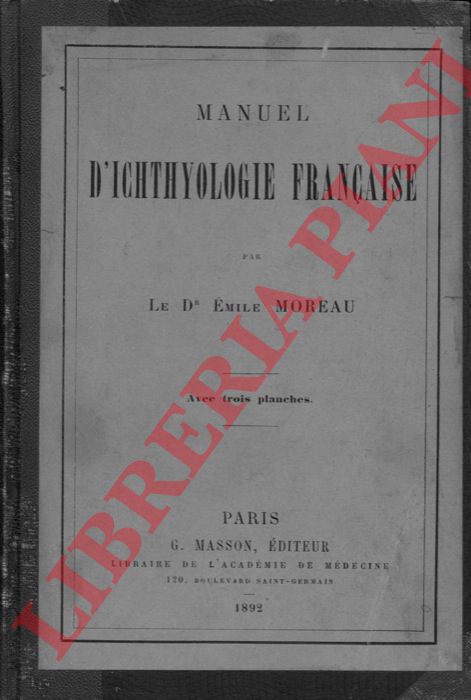 MANUEL
D'ICHTHYOLOGIE FRANÇAISE
PAR
LE DR ÉMILE MOREAU
Avec trois planches.
PARIS
G. MASSON, ÉDITEUR
LIBRAIRE DE L'ACADÉMIE DE MÉDECINE
120, BOULEVARD SAINT-GERMAIN
1892
LIBRERIA PIANI